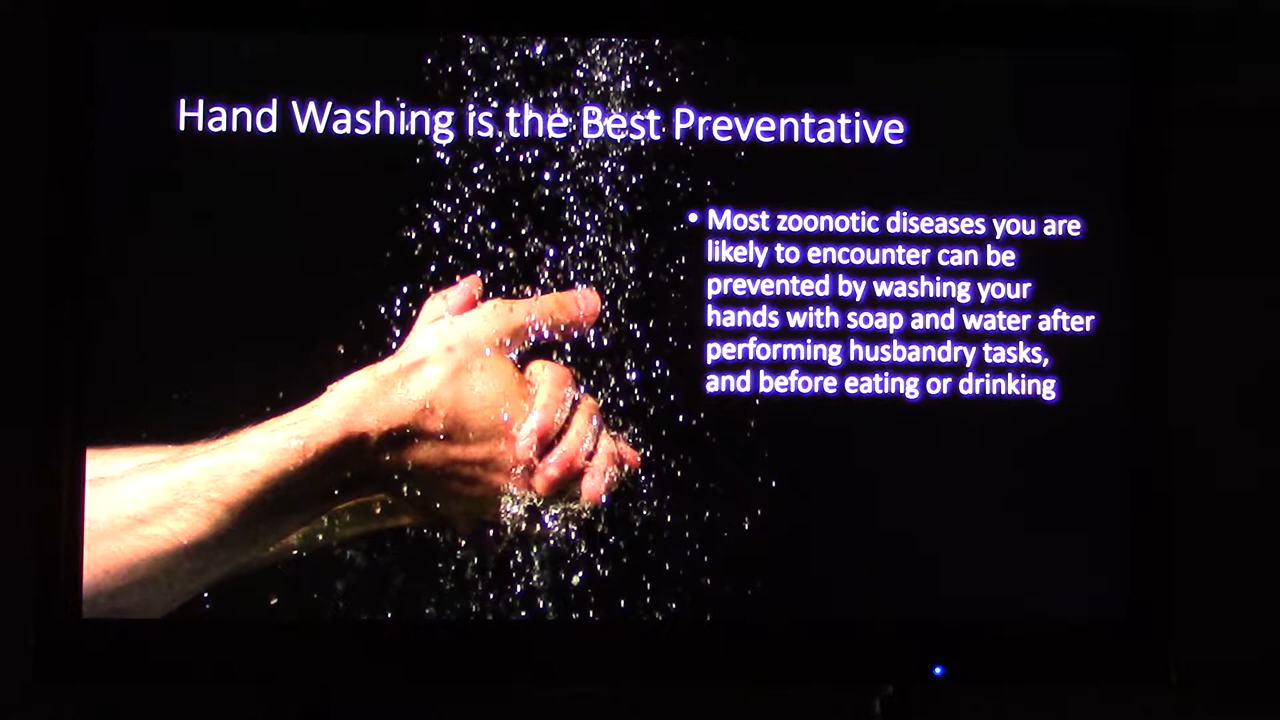 Hand Washing is the Best Preventative
• Most zoonotic diseases you are
likely to encounter can be
prevented by washing your
hands with soap and water after
performing husbandry tasks,
and before eating or drinking